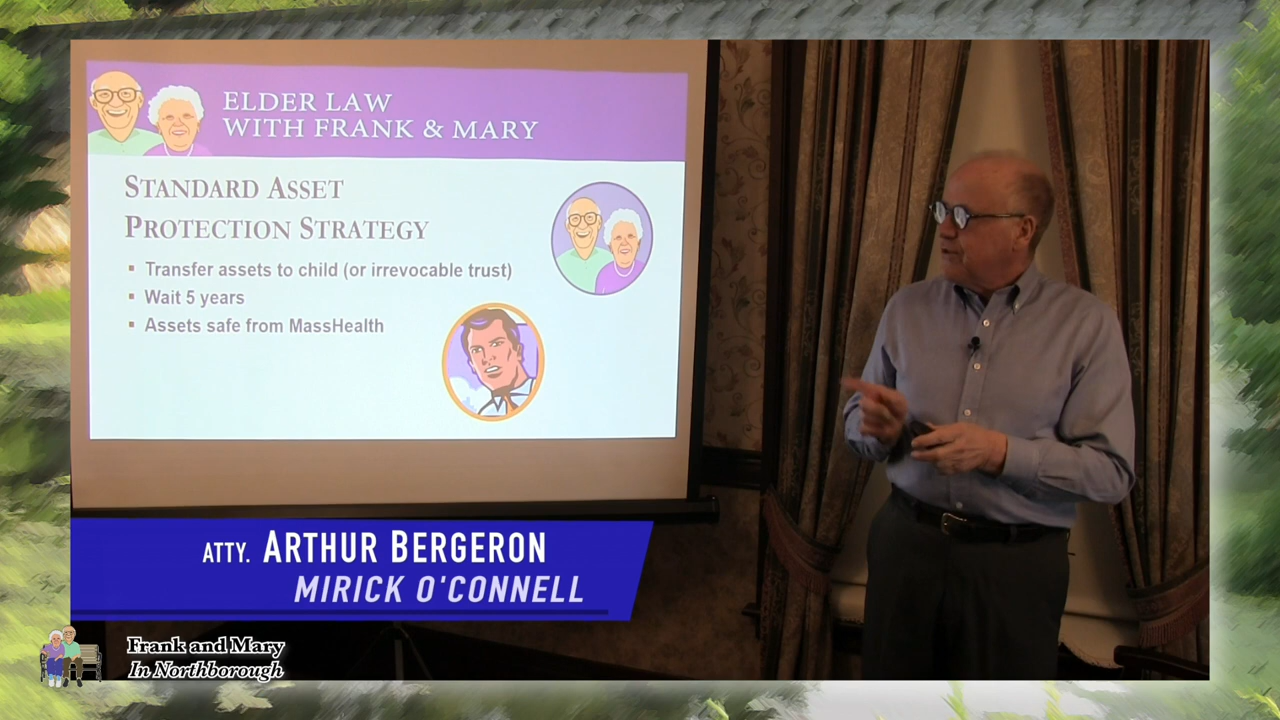 ELDER LAW
WITH FRANK & MARY
STANDARD ASSET
PROTECTION STRATEGY
▪ Transfer assets to child (or irrevocable trust)
▪ Wait 5 years
▪ Assets safe from MassHealth
ATTY. ARTHUR BERGERON
MIRICK O'CONNELL
Frank and Mary
In Northborough